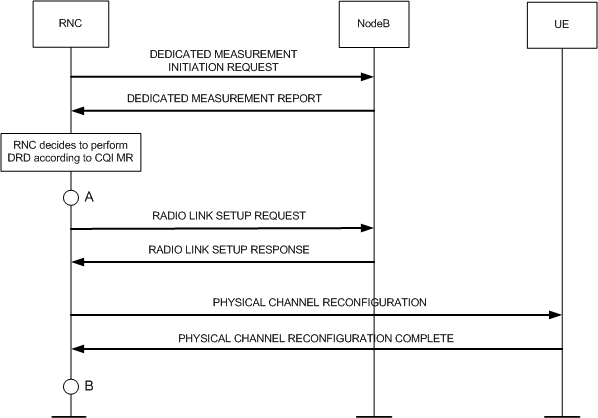 RNC
NodeB
UE
DEDICATED MEASUREMENT
INITIATION REQUEST
DEDICATED MEASUREMENT REPORT
RNC decides to perform
DRD according to CQI MR
A
RADIO LINK SETUP REQUEST
RADIO LINK SETUP RESPONSE
PHYSICAL CHANNEL RECONFIGURATION
PHYSICAL CHANNEL RECONFIGURATION COMPLETE
B